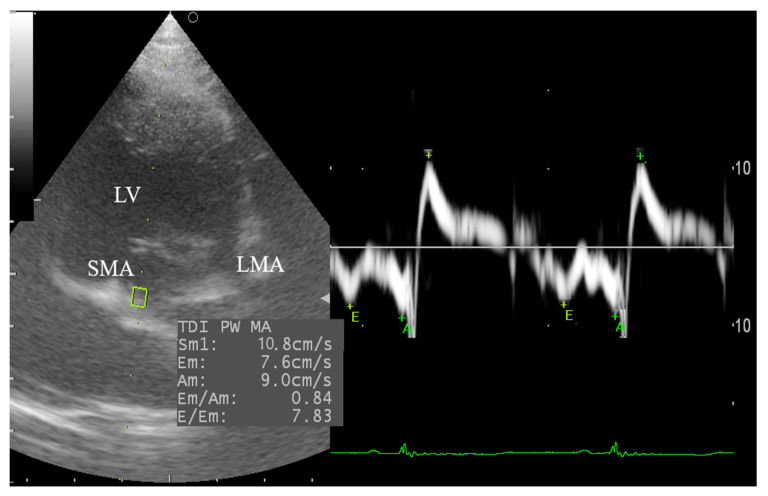 LV
SMA
LMA
TDI PW MA
Sm1: 10.8cm/s
Em: 7.6cm/s
Am: 9.0cm/s
Em/Am: 0.84
E/Em: 7.83
10
E
A
E
A
10